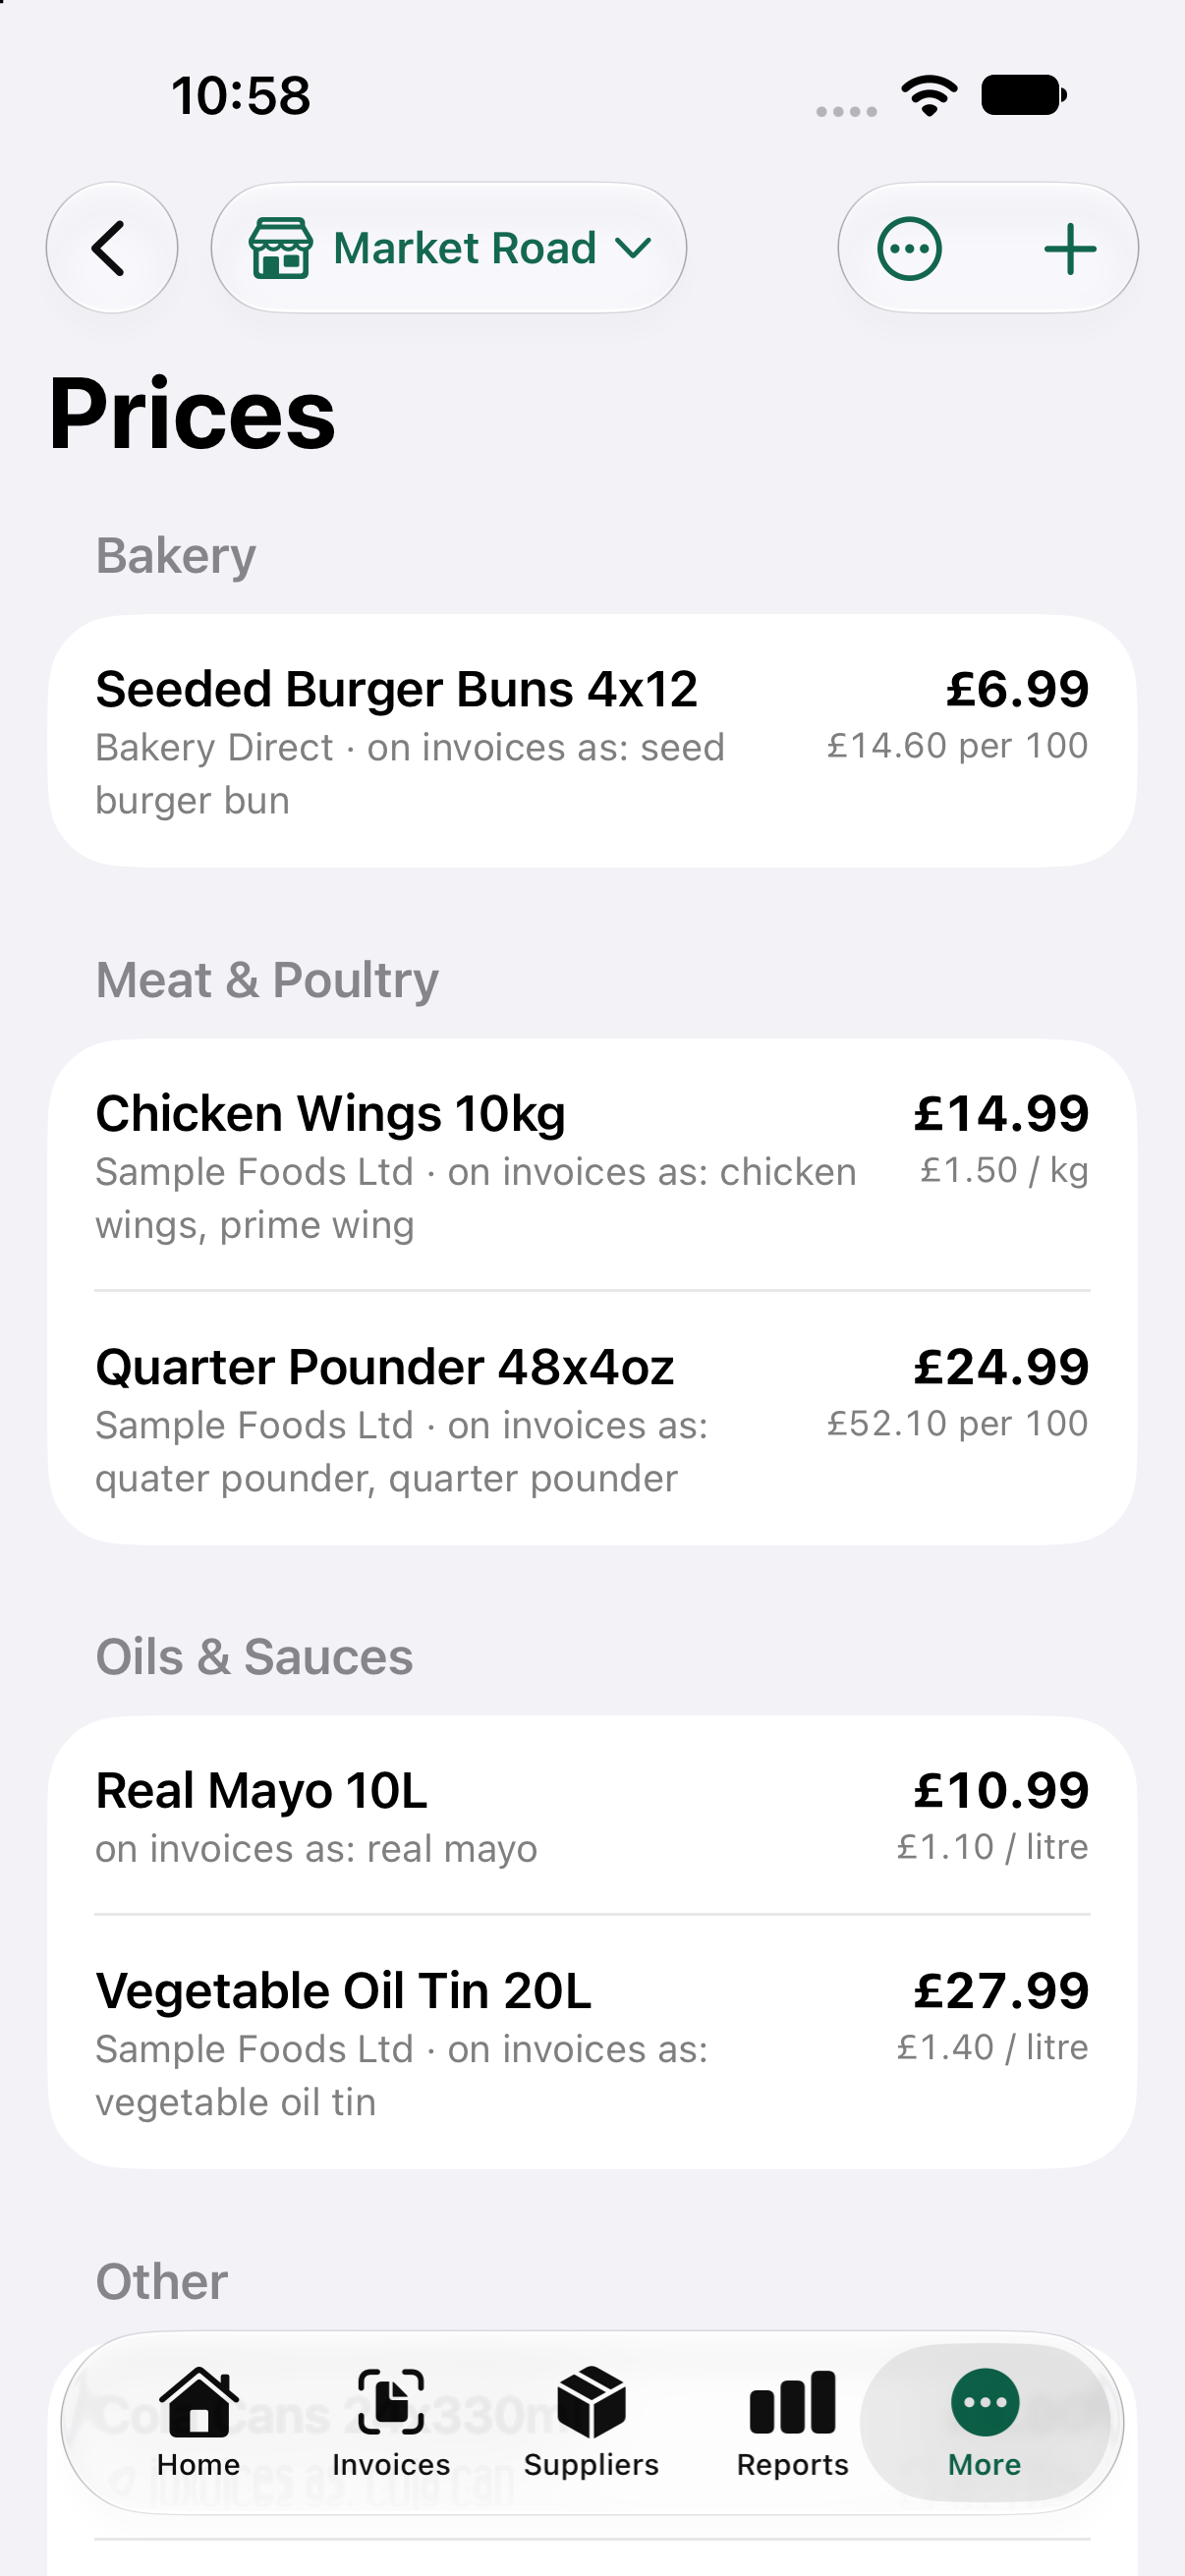 10:58
Market Road
Prices
Bakery
Seeded Burger Buns 4x12
£6.99
Bakery Direct · on invoices as: seed
£14.60 per 100
burger bun
Meat & Poultry
Chicken Wings 10kg
£14.99
Sample Foods Ltd · on invoices as: chicken
£1.50 / kg
wings, prime wing
Quarter Pounder 48x4oz
£24.99
Sample Foods Ltd · on invoices as:
£52.10 per 100
quater pounder, quarter pounder
Oils & Sauces
Real Mayo 10L
£10.99
on invoices as: real mayo
£1.10 / litre
Vegetable Oil Tin 20L
£27.99
Sample Foods Ltd · on invoices as:
£1.40 / litre
vegetable oil tin
Other
Home
Invoices
Suppliers
Reports
More